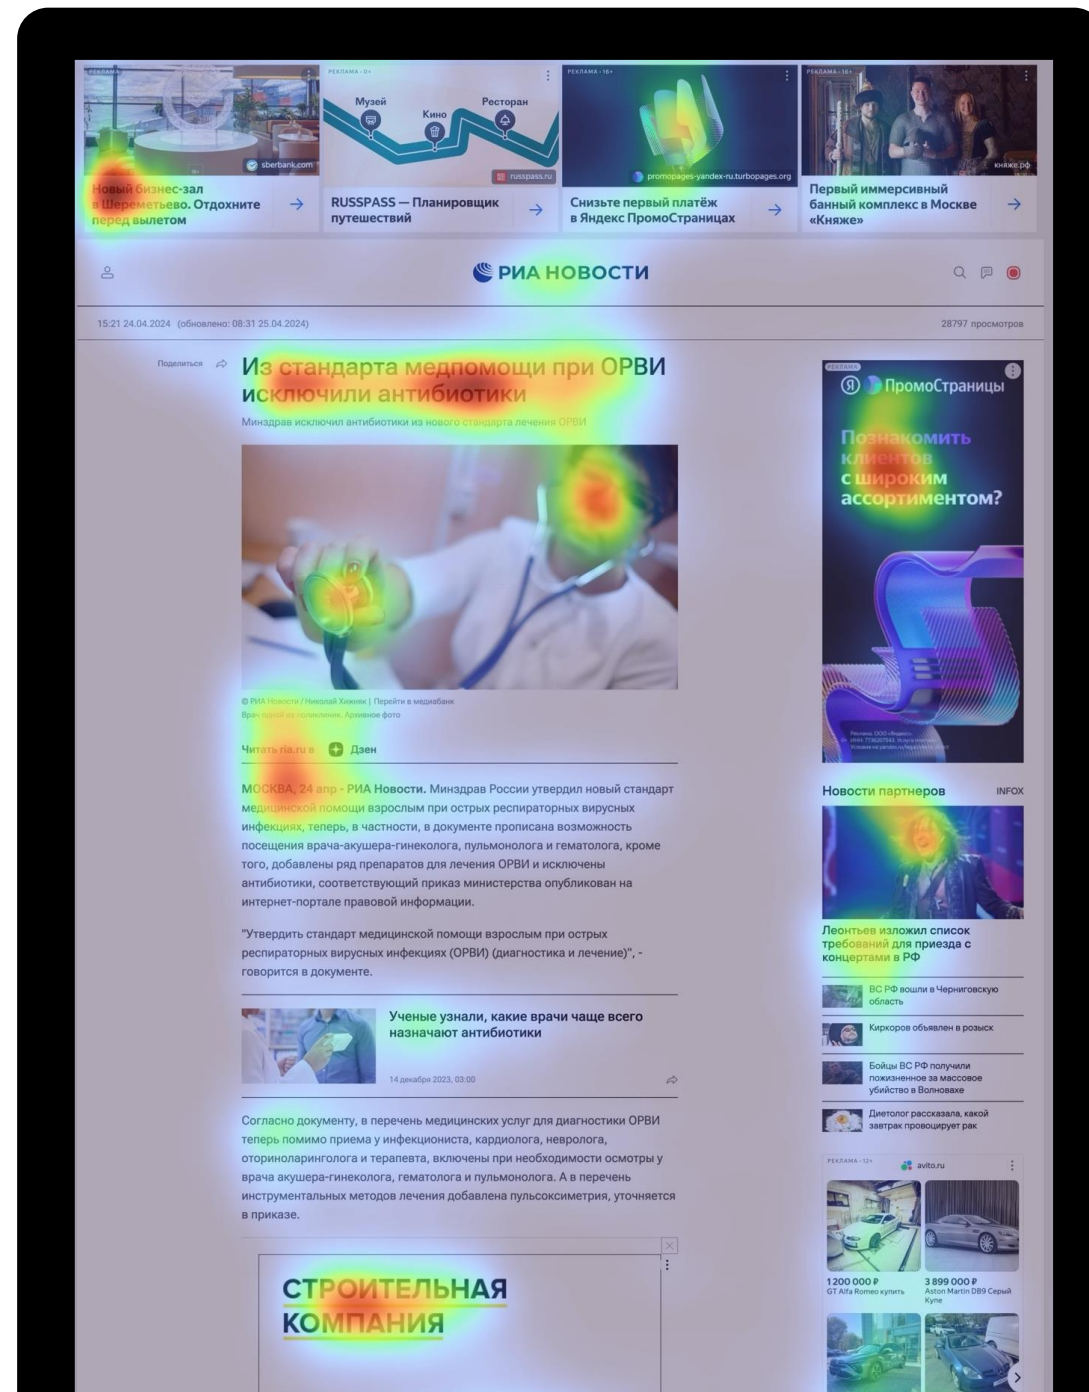 РЕКЛАМА
sberbank.com
Новый бизнес-зал
в Шереметьево. Отдохните
перед вылетом
РЕКЛАМА • 0+
Музей
Кино
Ресторан
russpass.ru
RUSSPASS — Планировщик
путешествий
РЕКЛАМА • 16+
promopages-yandex-ru.turbopages.org
Снизьте первый платёж
в Яндекс ПромоСтраницах
РЕКЛАМА • 16+
княже.рф
Первый иммерсивный
банный комплекс в Москве
«Княже»
РИА НОВОСТИ
15:21 24.04.2024 (обновлено: 08:31 25.04.2024)
28797 просмотров
Поделиться
Из стандарта медпомощи при ОРВИ
исключили антибиотики
Минздрав исключил антибиотики из нового стандарта лечения ОРВИ
© РИА Новости / Николай Хижняк | Перейти в медиабанк
Врач одной из поликлиник. Архивное фото
Читать ria.ru в Дзен
МОСКВА, 24 апр - РИА Новости. Минздрав России утвердил новый стандарт
медицинской помощи взрослым при острых респираторных вирусных
инфекциях, теперь, в частности, в документе прописана возможность
посещения врача-акушера-гинеколога, пульмонолога и гематолога, кроме
того, добавлены ряд препаратов для лечения ОРВИ и исключены
антибиотики, соответствующий приказ министерства опубликован на
интернет-портале правовой информации.
"Утвердить стандарт медицинской помощи взрослым при острых
респираторных вирусных инфекциях (ОРВИ) (диагностика и лечение)", -
говорится в документе.
Ученые узнали, какие врачи чаще всего
назначают антибиотики
14 декабря 2023, 03:00
Согласно документу, в перечень медицинских услуг для диагностики ОРВИ
теперь помимо приема у инфекциониста, кардиолога, невролога,
оториноларинголога и терапевта, включены при необходимости осмотры у
врача акушера-гинеколога, гематолога и пульмонолога. А в перечень
инструментальных методов лечения добавлена пульсоксиметрия, уточняется
в приказе.
СТРОИТЕЛЬНАЯ
КОМПАНИЯ
РЕКЛАМА
Я ПромоСтраницы
Познакомить
клиентов
с широким
ассортиментом?
Реклама. ООО «Яндекс»
ИНН 7736207543
Новости партнеров
INFOX
Леонтьев изложил список
требований для приезда с
концертами в РФ
ВС РФ вошли в Черниговскую
область
Киркоров объявлен в розыск
Бойцы ВС РФ получили
пожизненное за массовое
убийство в Волновахе
Диетолог рассказала, какой
завтрак провоцирует рак
РЕКЛАМА • 12+
avito.ru
1 200 000 ₽
GT Alfa Romeo купить
3 899 000 ₽
Aston Martin DB9 Серый
Купе